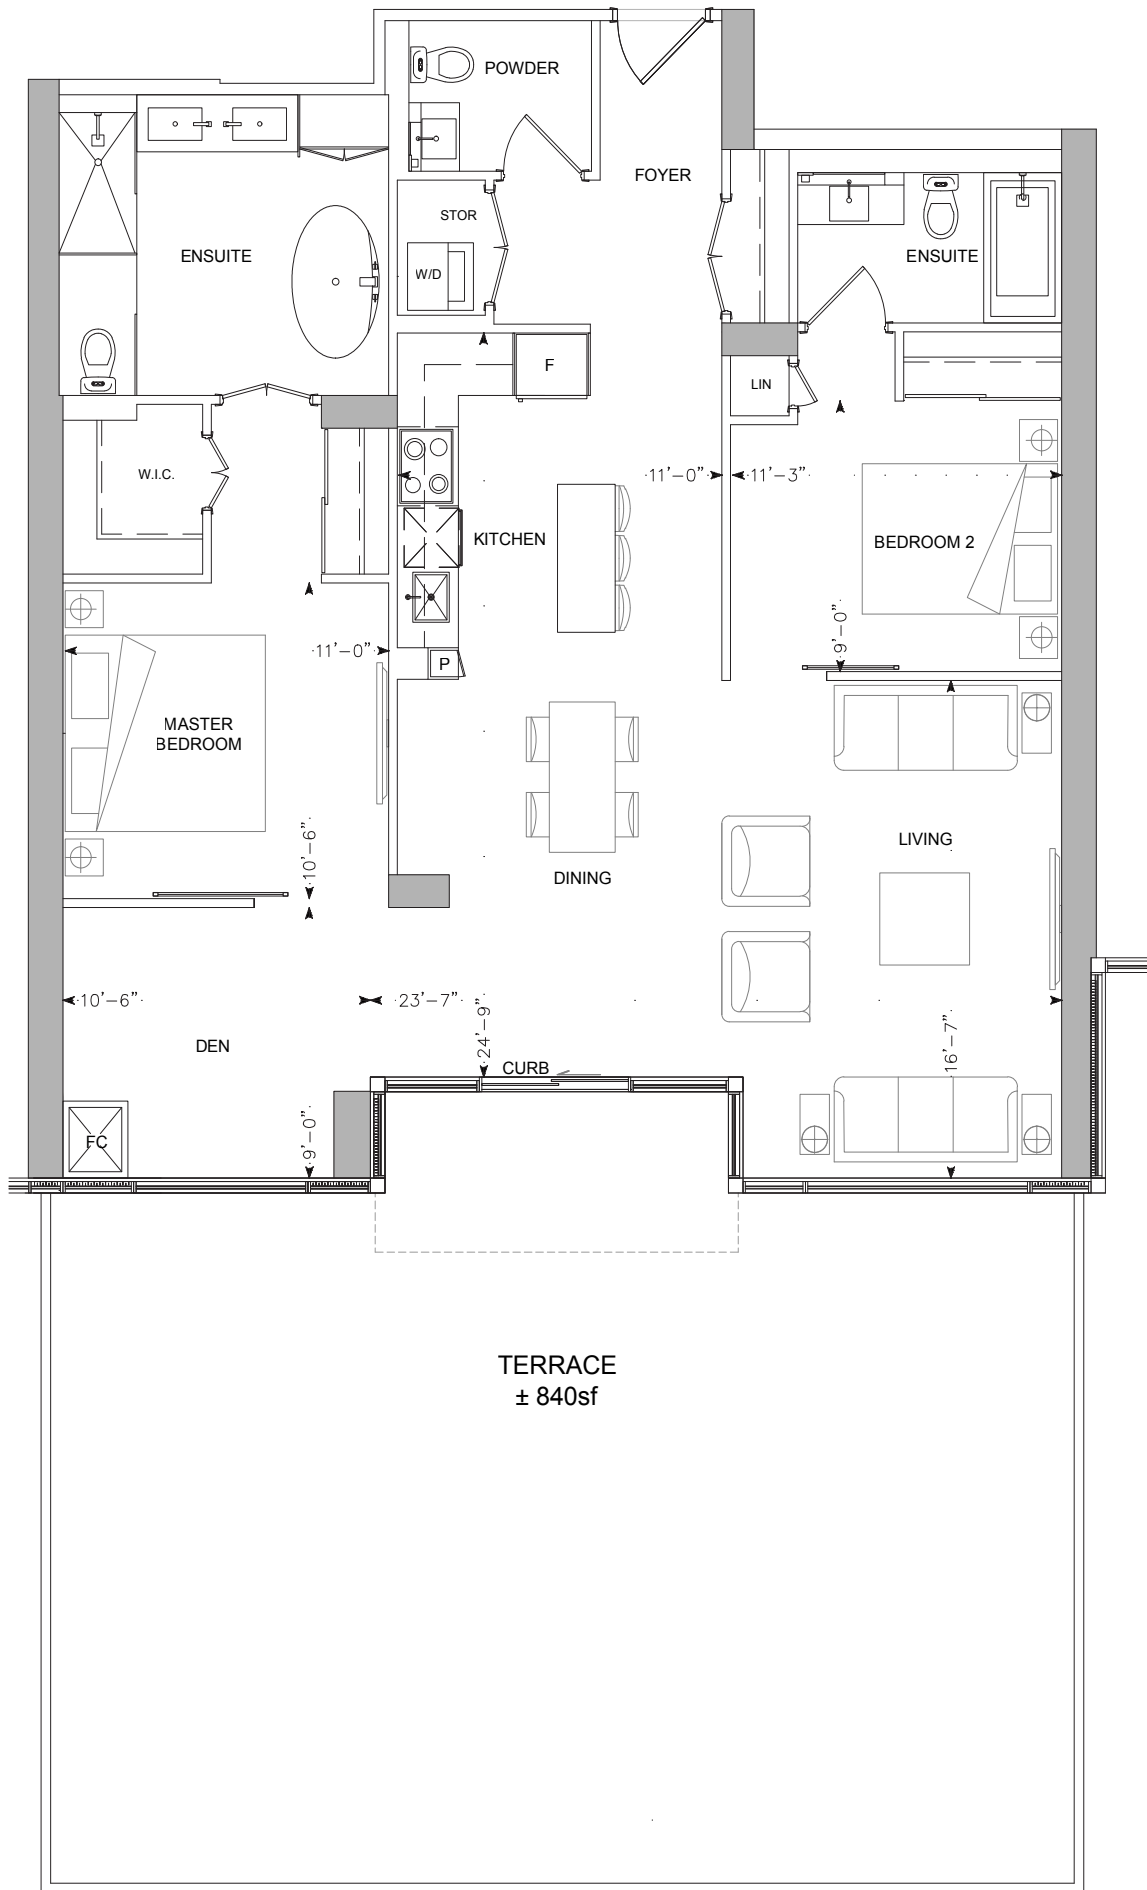 POWDER
FOYER
STOR
ENSUITE
ENSUITE
W/D
F
LIN
W.I.C.
11'-0"
11'-3"
KITCHEN
BEDROOM 2
9'-0"
11'-0"
P
MASTER
BEDROOM
10'-6"
LIVING
DINING
10'-6"
23'-7"
24'-9"
16'-7"
DEN
CURB
FC
9'-0"
TERRACE
± 840sf